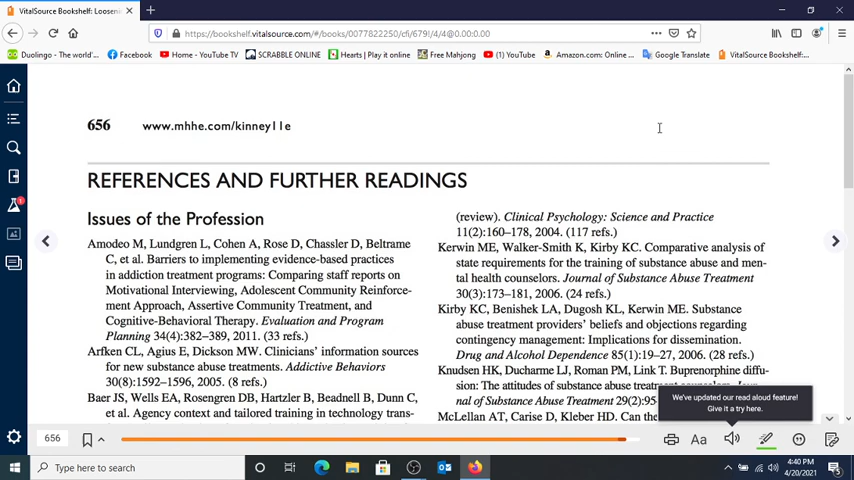 VitalSource Bookshelf: Loosenin
https://bookshelf.vitalsource.com/#/books/0077822250/cfi/679!/4/4@0.00:0.00
Duolingo - The world'...
Facebook
Home - YouTube TV
SCRABBLE ONLINE
Hearts | Play it online
Free Mahjong
(1) YouTube
Amazon.com: Online ...
Google Translate
VitalSource Bookshelf:...
656 www.mhhe.com/kinney11e
REFERENCES AND FURTHER READINGS
Issues of the Profession
Amodeo M, Lundgren L, Cohen A, Rose D, Chassler D, Beltrame
C, et al. Barriers to implementing evidence-based practices
in addiction treatment programs: Comparing staff reports on
Motivational Interviewing, Adolescent Community Reinforce-
ment Approach, Assertive Community Treatment, and
Cognitive-Behavioral Therapy. Evaluation and Program
Planning 34(4):382–389, 2011. (33 refs.)
Arfken CL, Agius E, Dickson MW. Clinicians' information sources
for new substance abuse treatments. Addictive Behaviors
30(8):1592–1596, 2005. (8 refs.)
Baer JS, Wells EA, Rosengren DB, Hartzler B, Beadnell B, Dunn C,
et al. Agency context and tailored training in technology trans-
(review). Clinical Psychology: Science and Practice
11(2):160–178, 2004. (117 refs.)
Kerwin ME, Walker-Smith K, Kirby KC. Comparative analysis of
state requirements for the training of substance abuse and men-
tal health counselors. Journal of Substance Abuse Treatment
30(3):173–181, 2006. (24 refs.)
Kirby KC, Benishek LA, Dugosh KL, Kerwin ME. Substance
abuse treatment providers' beliefs and objections regarding
contingency management: Implications for dissemination.
Drug and Alcohol Dependence 85(1):19–27, 2006. (28 refs.)
Knudsen HK, Ducharme LJ, Roman PM, Link T. Buprenorphine diffu-
sion: The attitudes of substance abuse treatment counselors. Jour-
nal of Substance Abuse Treatment 29(2):95
McLellan AT, Carise D, Kleber HD. Can the
We've updated our read aloud feature!
Give it a try here.
656
Aa
Type here to search
4:40 PM
4/20/2021
5